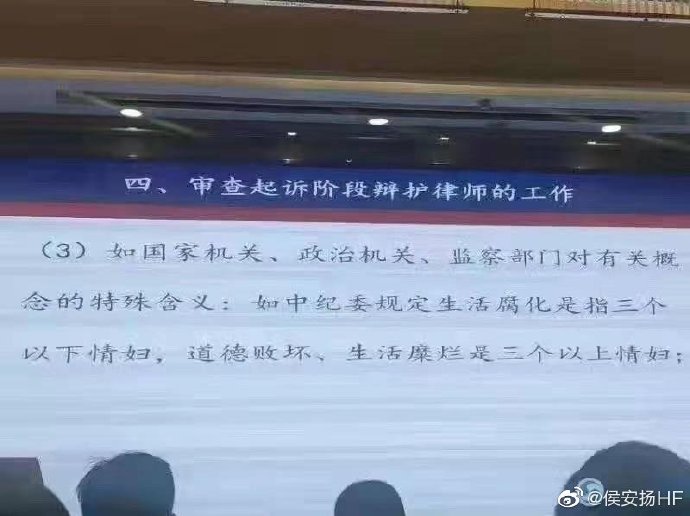 四、审查起诉阶段辩护律师的工作
（3）如国家机关、政治机关、监察部门对有关概
念的特殊含义：如中纪委规定生活腐化是指三个
以下情妇，道德败坏、生活糜烂是三个以上情妇；
@侯安扬HF